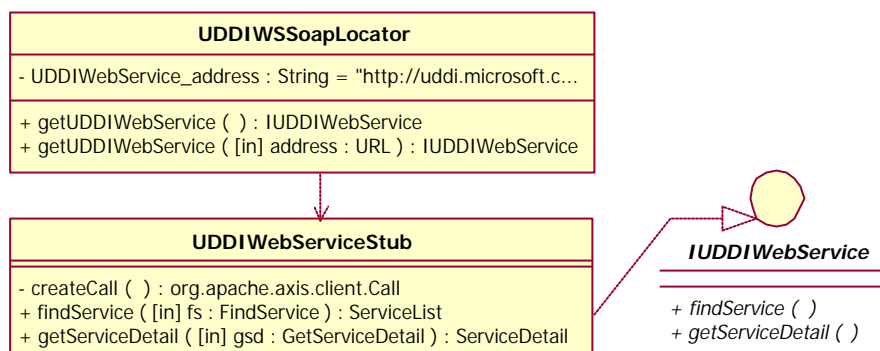 UDDIWSSoapLocator
- UDDIWebService_address : String = "http://uddi.microsoft.c...
+ getUDDIWebService ( ) : IUDDIWebService
+ getUDDIWebService ( [in] address : URL ) : IUDDIWebService
UDDIWebServiceStub
- createCall ( ) : org.apache.axis.client.Call
+ findService ( [in] fs : FindService ) : ServiceList
+ getServiceDetail ( [in] gsd : GetServiceDetail ) : ServiceDetail
IUDDIWebService
+ findService ( )
+ getServiceDetail ( )